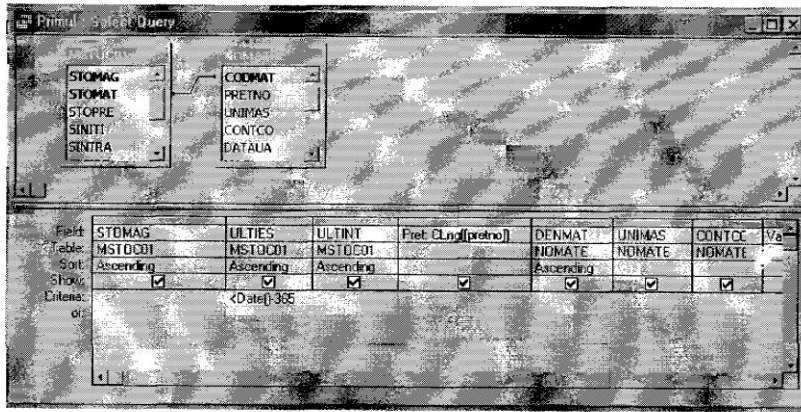 Primul : Select Query
STOMAG
STOMAT
STOPRE
SINITI
SINTRA
CODMAT
PRETNO
UNIMAS
CONTCO
DATAUA
Field: STOMAG ULTIES ULTINT Pret: CLng([pretno]) DENMAT UNIMAS CONTCC Va
Table: MSTOC01 MSTOC01 MSTOC01 NOMATE NOMATE NOMATE
Sort: Ascending Ascending Ascending Ascending
Show:
Criteria: <Date()-365
or: